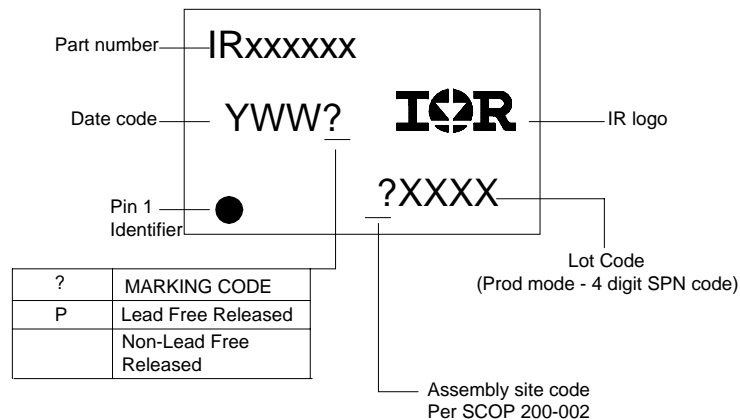 Part number
IRxxxxxx
Date code
YWW?
IOR
IR logo
?XXXX
Pin 1
Identifier
Lot Code
(Prod mode - 4 digit SPN code)
? MARKING CODE
P Lead Free Released
Non-Lead Free
Released
Assembly site code
Per SCOP 200-002